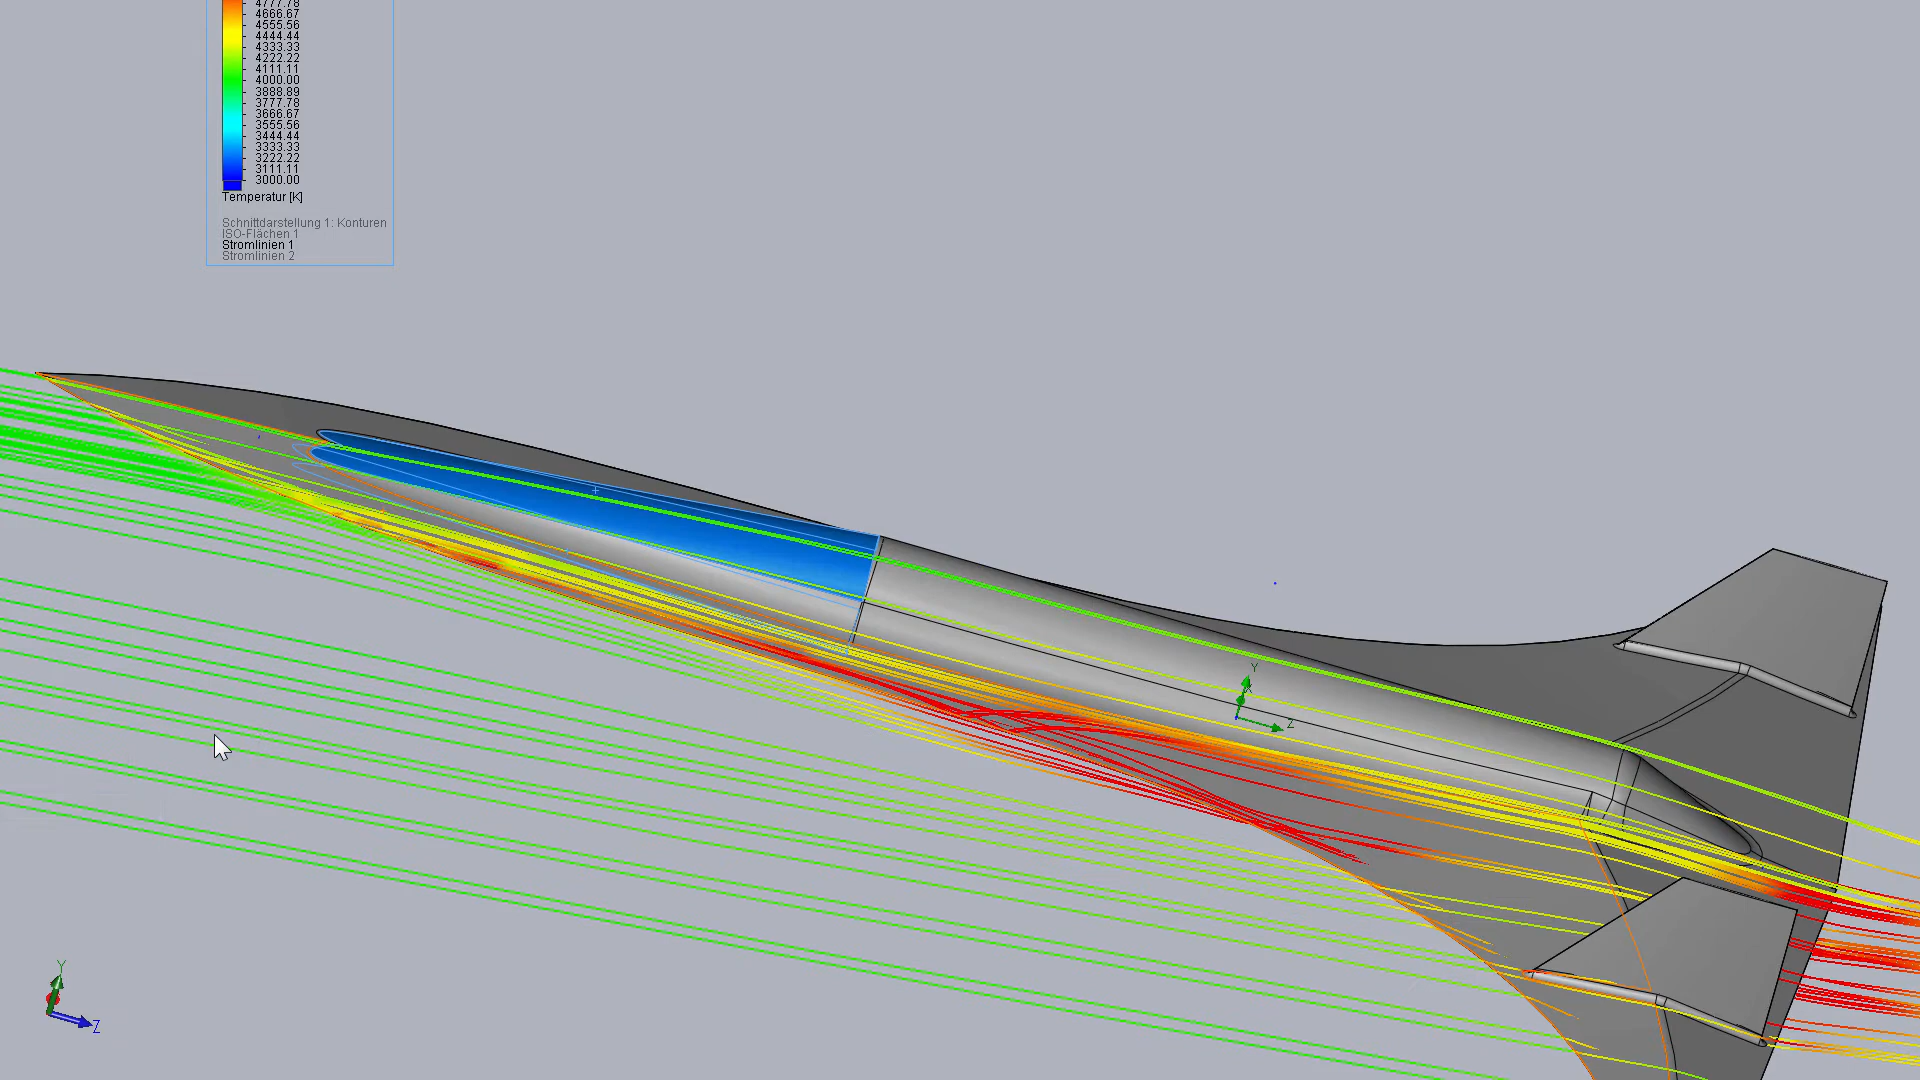 4777.78
4666.67
4555.56
4444.44
4333.33
4222.22
4111.11
4000.00
3888.89
3777.78
3666.67
3555.56
3444.44
3333.33
3222.22
3111.11
3000.00
Temperatur [K]
Schnittdarstellung 1: Konturen
ISO-Flächen 1
Stromlinien 1
Stromlinien 2
Y
X
Z
Y
Z